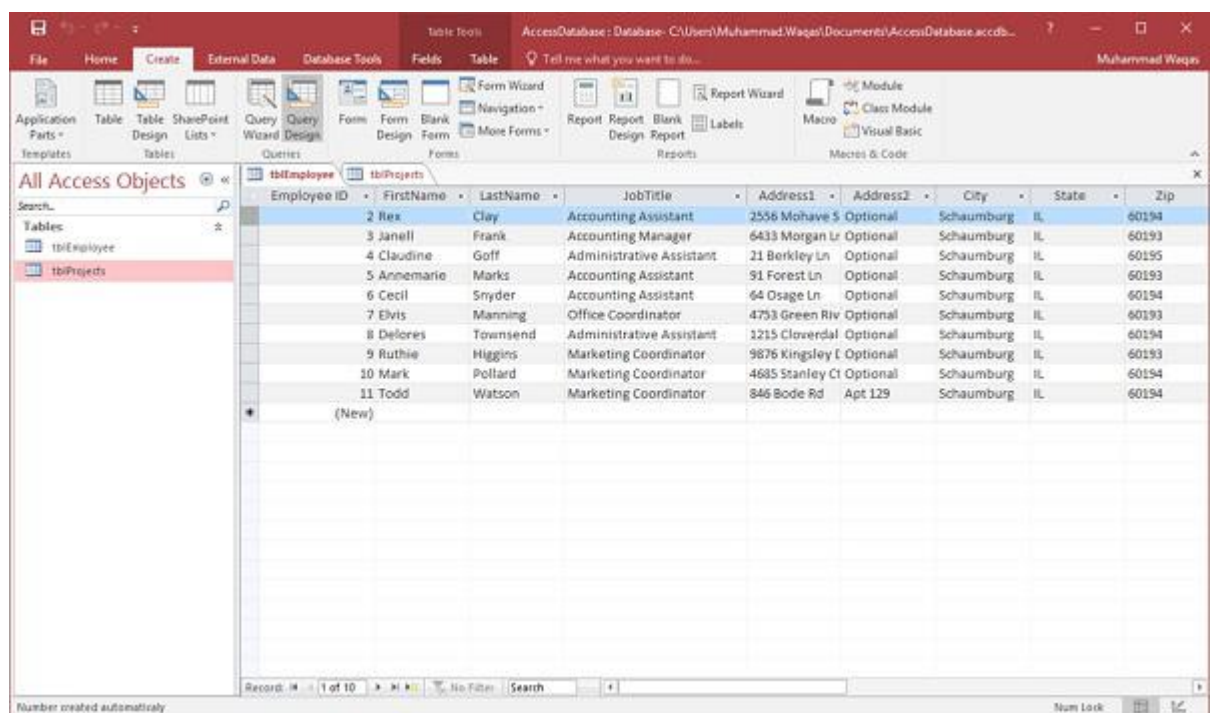 Table Tools AccessDatabase : Database- C:\Users\Muhammad.Waqas\Documents\AccessDatabase.accdb... ?
File Home Create External Data Database Tools Fields Table Tell me what you want to do... Muhammad Waqas
Application Parts Table Table Design SharePoint Lists Query Wizard Query Design Form Form Design Blank Form Form Wizard Navigation More Forms Report Report Design Blank Report Report Wizard Labels Macro Module Class Module Visual Basic
Templates Tables Queries Forms Reports Macros & Code
All Access Objects
Search...
Tables
tblEmployee
tblProjects
tblEmployee tblProjects
Employee ID FirstName LastName JobTitle Address1 Address2 City State Zip
2 Rex Clay Accounting Assistant 2556 Mohave S Optional Schaumburg IL 60194
3 Janell Frank Accounting Manager 6433 Morgan Lr Optional Schaumburg IL 60193
4 Claudine Goff Administrative Assistant 21 Berkley Ln Optional Schaumburg IL 60195
5 Annemarie Marks Accounting Assistant 91 Forest Ln Optional Schaumburg IL 60193
6 Cecil Snyder Accounting Assistant 64 Osage Ln Optional Schaumburg IL 60194
7 Elvis Manning Office Coordinator 4753 Green Riv Optional Schaumburg IL 60193
8 Delores Townsend Administrative Assistant 1215 Cloverdal Optional Schaumburg IL 60194
9 Ruthie Higgins Marketing Coordinator 9876 Kingsley Optional Schaumburg IL 60193
10 Mark Pollard Marketing Coordinator 4685 Stanley Ct Optional Schaumburg IL 60194
11 Todd Watson Marketing Coordinator 846 Bode Rd Apt 129 Schaumburg IL 60194
(New)
Record: 1 of 10 No Filter Search
Number created automatically Num Lock